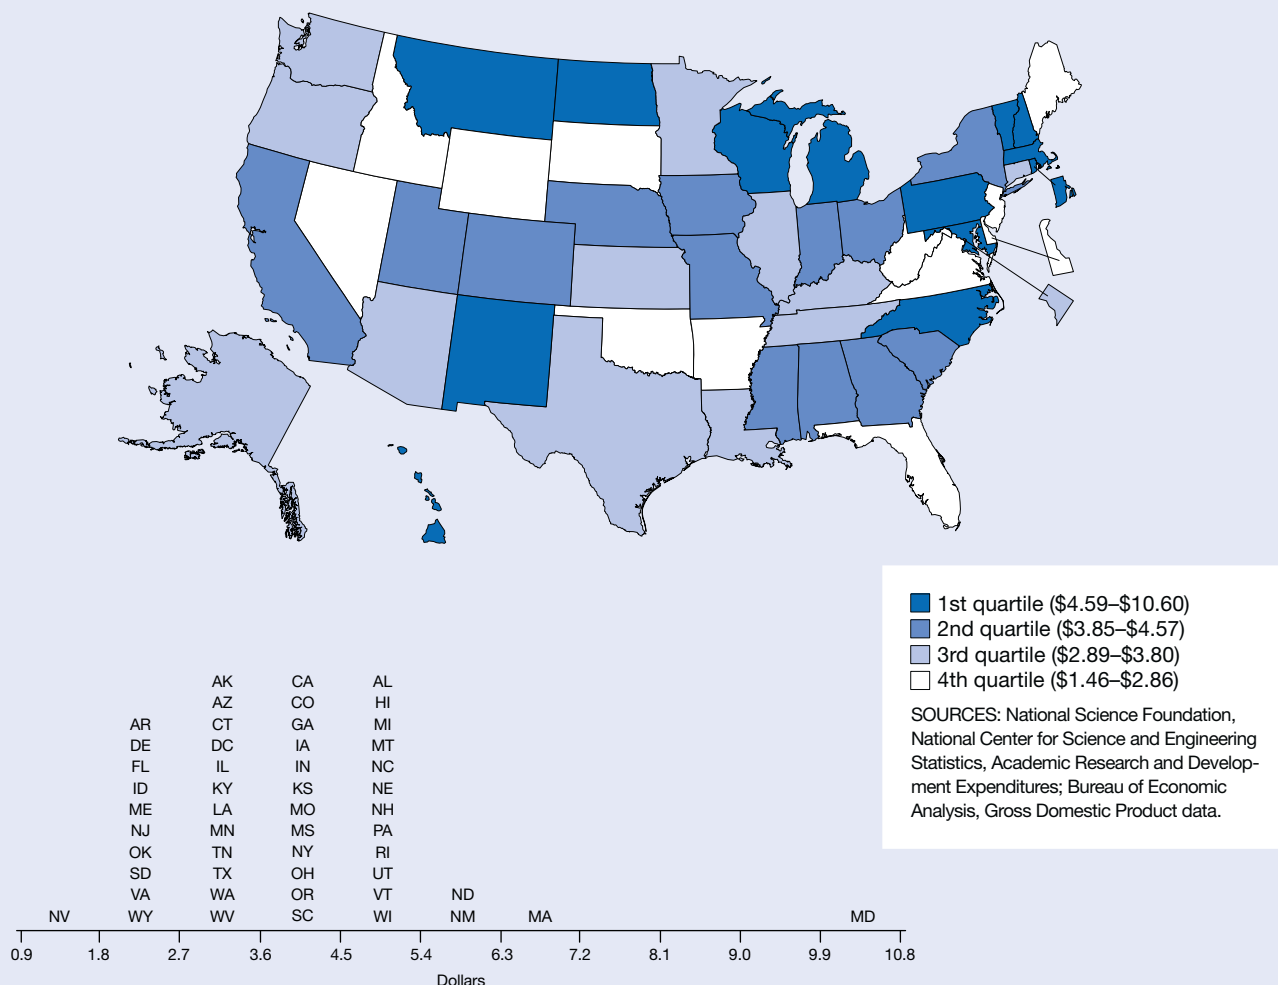 1st quartile ($4.59–$10.60)
2nd quartile ($3.85–$4.57)
3rd quartile ($2.89–$3.80)
4th quartile ($1.46–$2.86)
SOURCES: National Science Foundation,
National Center for Science and Engineering
Statistics, Academic Research and Develop-
ment Expenditures; Bureau of Economic
Analysis, Gross Domestic Product data.
AK CA AL
AZ CO HI
AR CT GA MI
DE DC IA MT
FL IL IN NC
ID KY KS NE
ME LA MO NH
NJ MN MS PA
OK TN NY RI
SD TX OH UT
VA WA OR VT ND
NV WY WV SC WI NM MA MD
0.9 1.8 2.7 3.6 4.5 5.4 6.3 7.2 8.1 9.0 9.9 10.8
Dollars